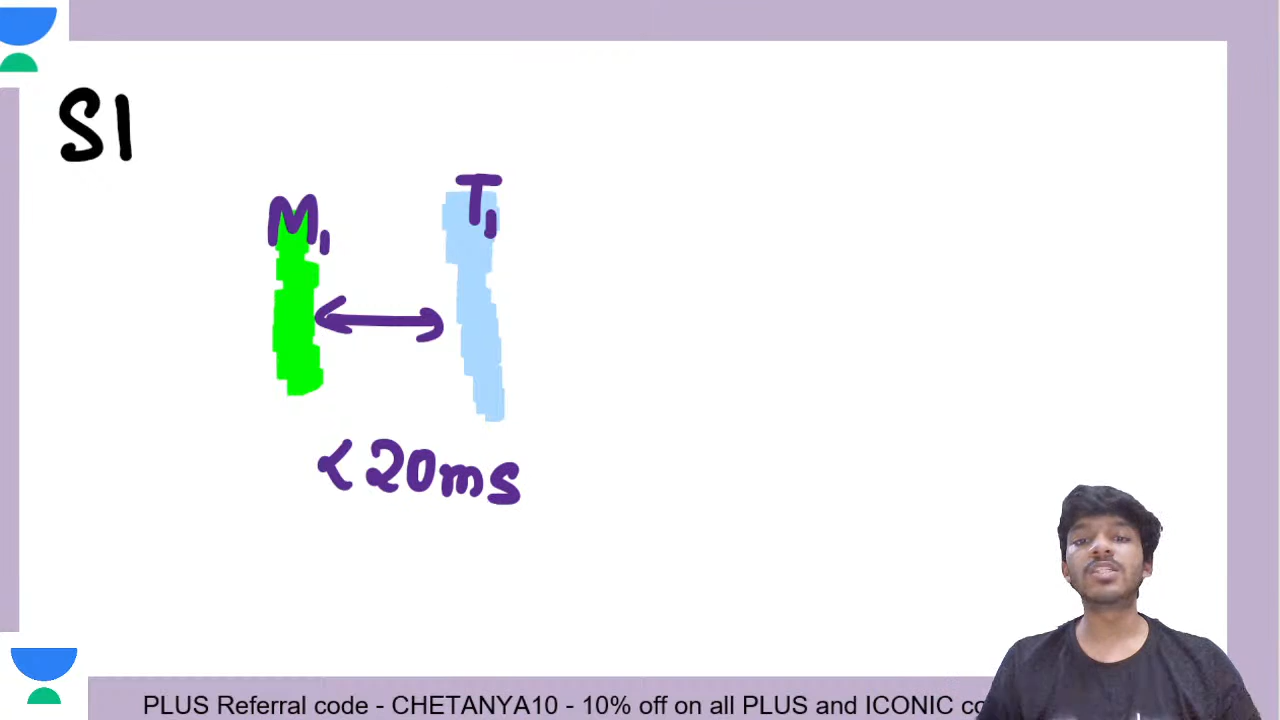 S1
M₁
T₁
<20ms
PLUS Referral code - CHETANYA10 - 10% off on all PLUS and ICONIC co